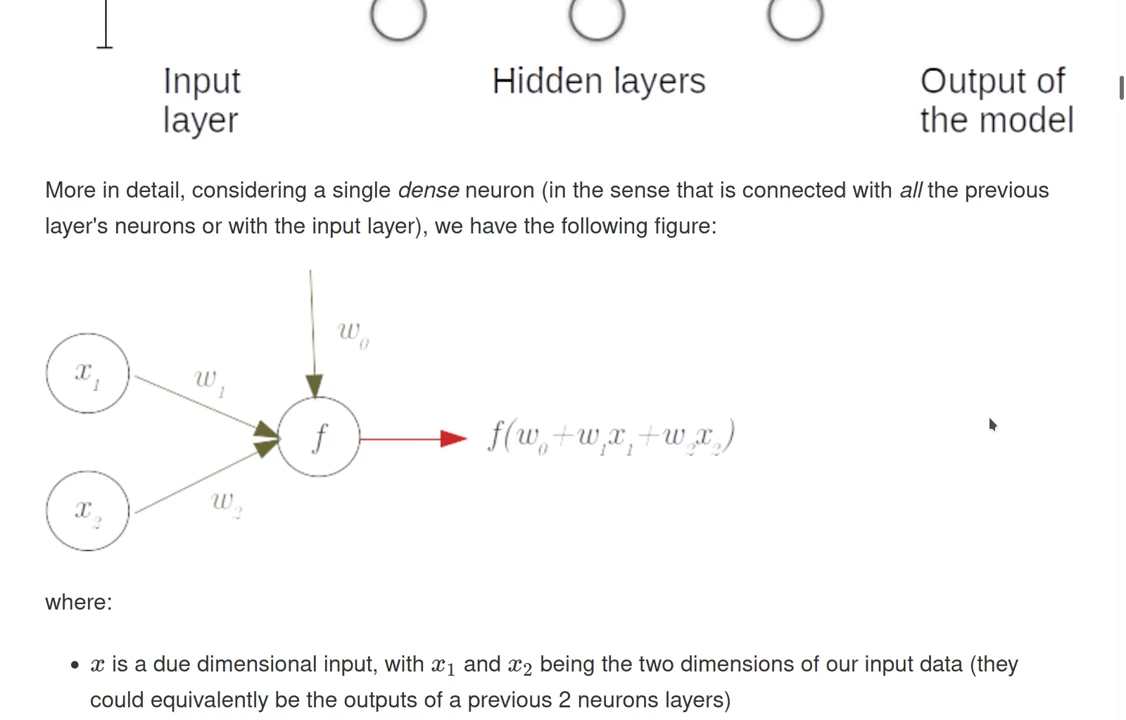 Input layer
Hidden layers
Output of the model
More in detail, considering a single dense neuron (in the sense that is connected with all the previous
layer's neurons or with the input layer), we have the following figure:
w₀
x₁
w₁
f
f(w₀+w₁x₁+w₂x₂)
w₂
x₂
where:
• x is a due dimensional input, with x₁ and x₂ being the two dimensions of our input data (they
could equivalently be the outputs of a previous 2 neurons layers)